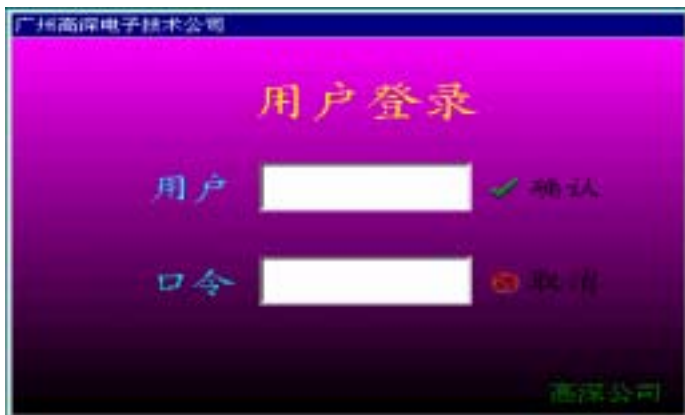 广州高深电子技术公司
用户登录
用户
确认
口令
取消
高深公司